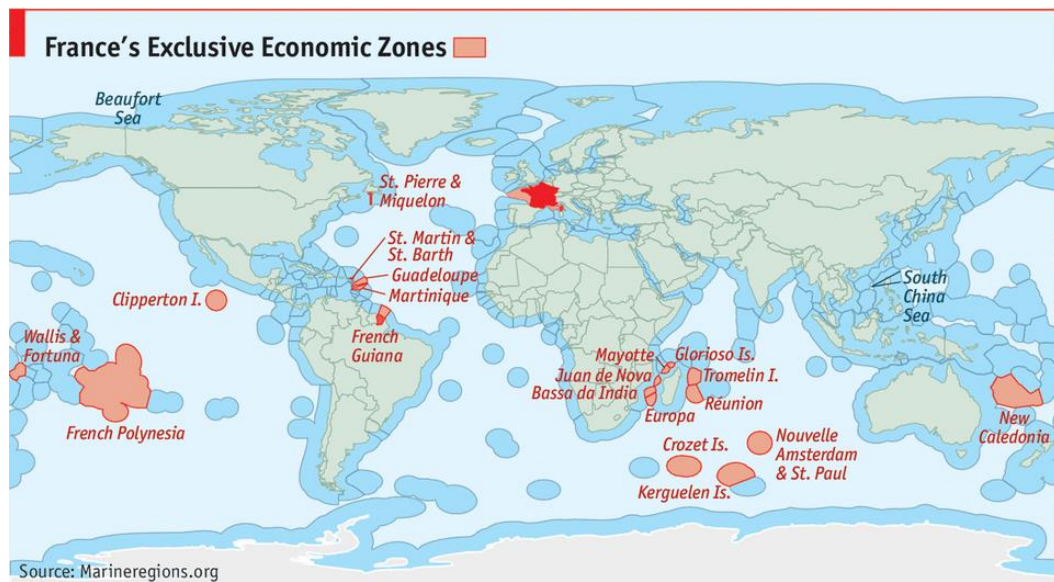 France's Exclusive Economic Zones
Beaufort
Sea
St. Pierre &
Miquelon
St. Martin &
St. Barth
Guadeloupe
Martinique
Clipperton I.
French
Guiana
Wallis &
Fortuna
French Polynesia
Mayotte
Glorioso Is.
Juan de Nova
Tromelin I.
Bassa da India
Réunion
Europa
Crozet Is.
Nouvelle
Amsterdam
& St. Paul
Kerguelen Is.
South
China
Sea
New
Caledonia
Source: Marineregions.org